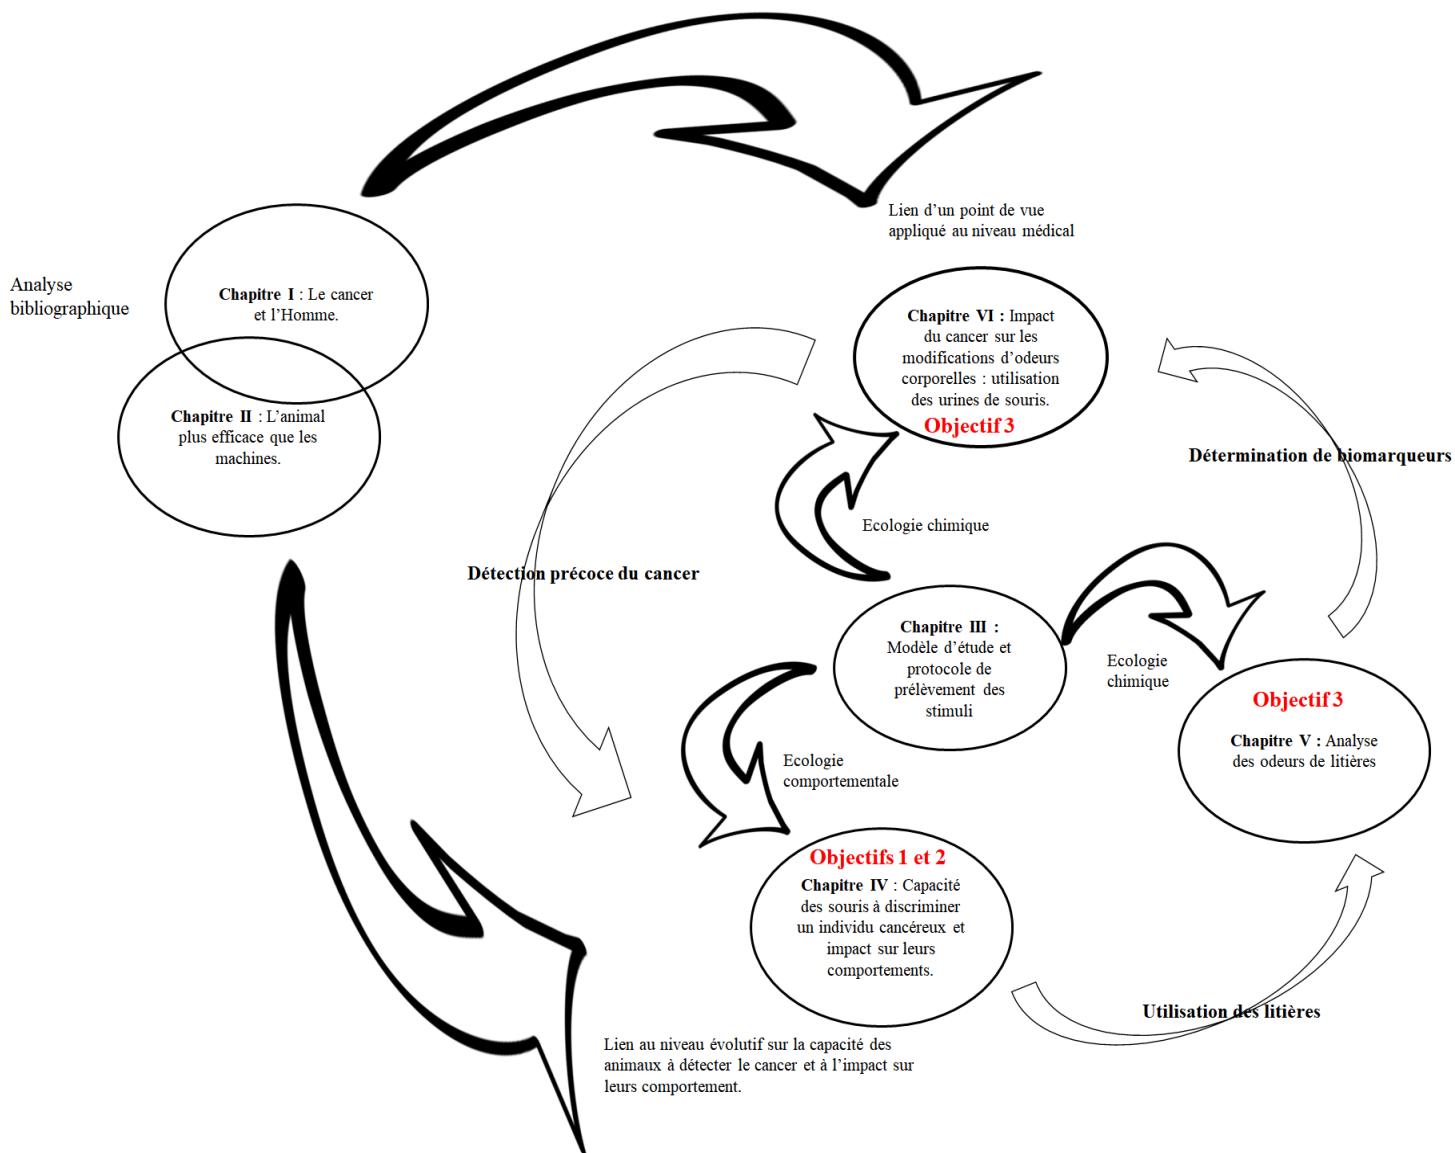 Lien d’un point de vue
appliqué au niveau médical
Analyse
bibliographique
Chapitre I : Le cancer
et l’Homme.
Chapitre II : L’animal
plus efficace que les
machines.
Chapitre VI : Impact
du cancer sur les
modifications d’odeurs
corporelles : utilisation
des urines de souris.
Objectif 3
Détermination de biomarqueurs
Ecologie chimique
Détection précoce du cancer
Chapitre III :
Modèle d’étude et
protocole de
prélèvement des
stimuli
Ecologie
chimique
Objectif 3
Chapitre V : Analyse
des odeurs de litières
Ecologie
comportementale
Objectifs 1 et 2
Chapitre IV : Capacité
des souris à discriminer
un individu cancéreux et
impact sur leurs
comportements.
Utilisation des litières
Lien au niveau évolutif sur la capacité des
animaux à détecter le cancer et à l’impact sur
leurs comportement.